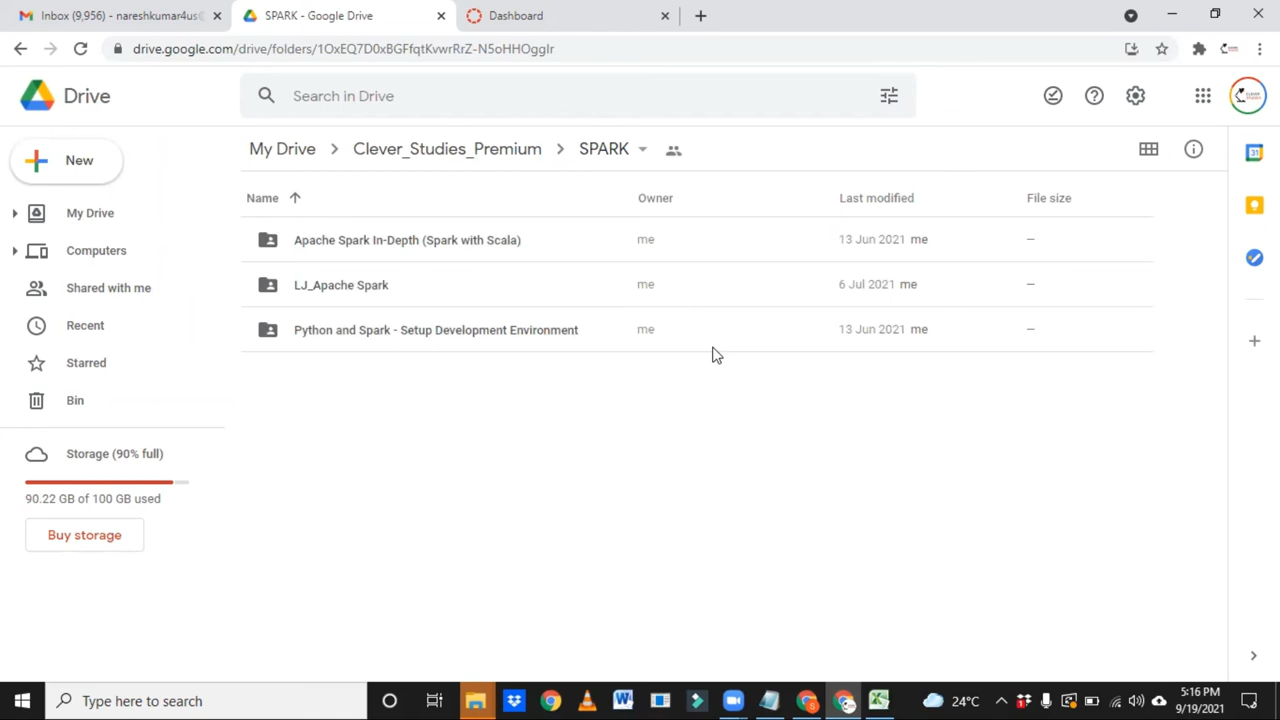 Inbox (9,956) - nareshkumar4us
SPARK - Google Drive
Dashboard
drive.google.com/drive/folders/1OxEQ7D0xBGFfqtKvwrRrZ-N5oHHOggIr
Drive
Search in Drive
New
My Drive
Computers
Shared with me
Recent
Starred
Bin
Storage (90% full)
90.22 GB of 100 GB used
Buy storage
My Drive > Clever_Studies_Premium > SPARK
Name Owner Last modified File size
Apache Spark In-Depth (Spark with Scala) me 13 Jun 2021 me –
LJ_Apache Spark me 6 Jul 2021 me –
Python and Spark - Setup Development Environment me 13 Jun 2021 me –
31
Type here to search
24°C
5:16 PM
9/19/2021